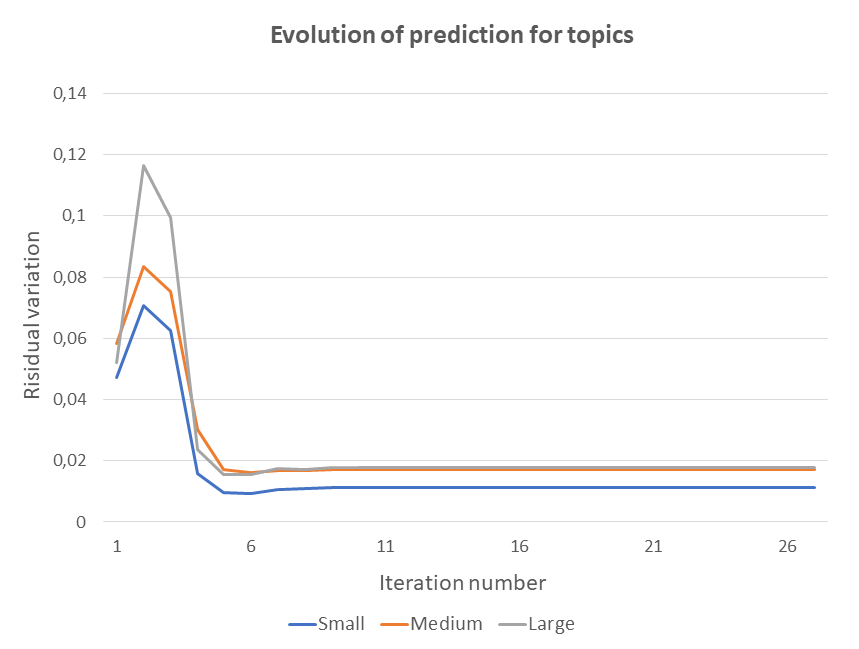 Evolution of prediction for topics
0,14
0,12
0,1
0,08
0,06
0,04
0,02
0
Risidual variation
1 6 11 16 21 26
Iteration number
Small Medium Large